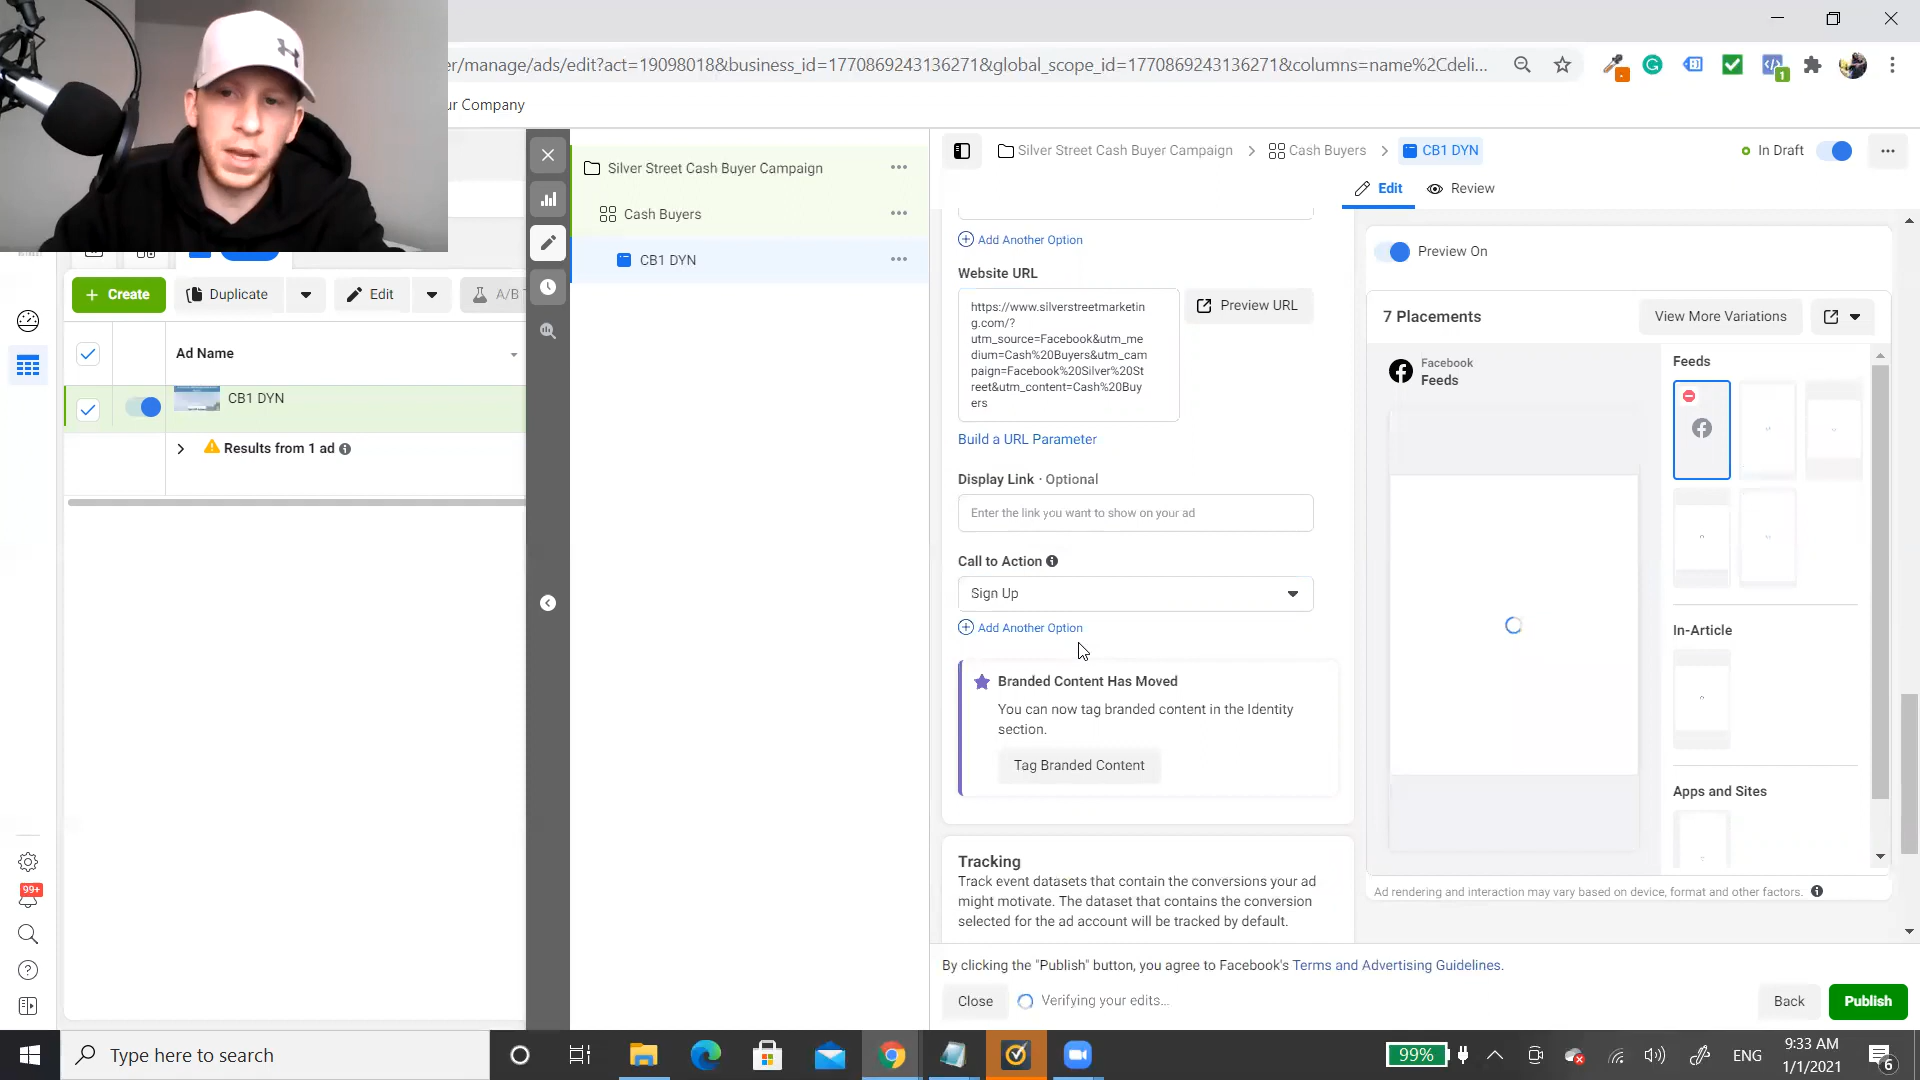 er/manage/ads/edit?act=19098018&business_id=1770869243136271&global_scope_id=1770869243136271&columns=name%2Cdeli...
1
ur Company
Silver Street Cash Buyer Campaign
Cash Buyers
CB1 DYN
Silver Street Cash Buyer Campaign > Cash Buyers > CB1 DYN
In Draft
Edit
Review
+ Create
Duplicate
Edit
A/B T
Ad Name
CB1 DYN
Results from 1 ad
Add Another Option
Website URL
https://www.silverstreetmarketin
g.com/?
utm_source=Facebook&utm_me
dium=Cash%20Buyers&utm_cam
paign=Facebook%20Silver%20St
reet&utm_content=Cash%20Buy
ers
Preview URL
Build a URL Parameter
Display Link · Optional
Enter the link you want to show on your ad
Call to Action
Sign Up
Add Another Option
Branded Content Has Moved
You can now tag branded content in the Identity
section.
Tag Branded Content
Tracking
Track event datasets that contain the conversions your ad
might motivate. The dataset that contains the conversion
selected for the ad account will be tracked by default.
Preview On
7 Placements
View More Variations
Facebook
Feeds
Feeds
In-Article
Apps and Sites
Ad rendering and interaction may vary based on device, format and other factors.
By clicking the "Publish" button, you agree to Facebook's Terms and Advertising Guidelines.
Close
Verifying your edits...
Back
Publish
99+
Type here to search
99%
ENG
9:33 AM
1/1/2021
6